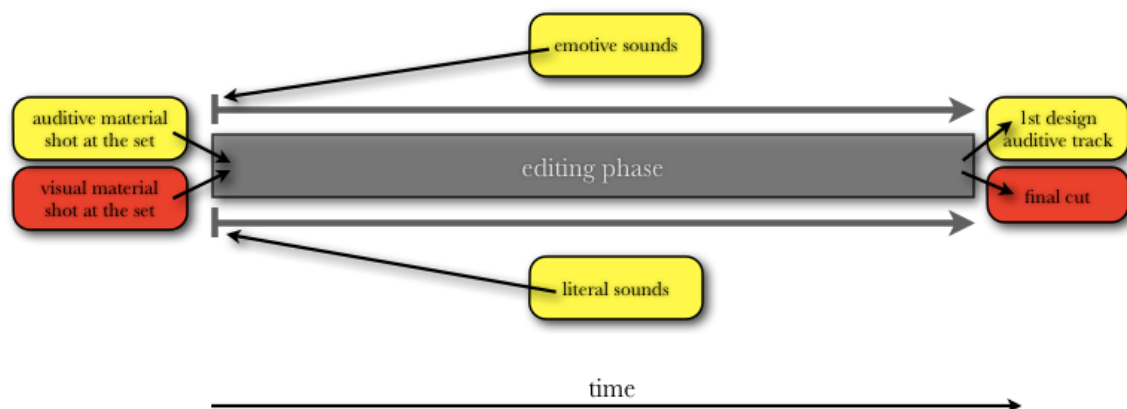 emotive sounds
auditive material
shot at the set
1st design
auditive track
editing phase
visual material
shot at the set
final cut
literal sounds
time